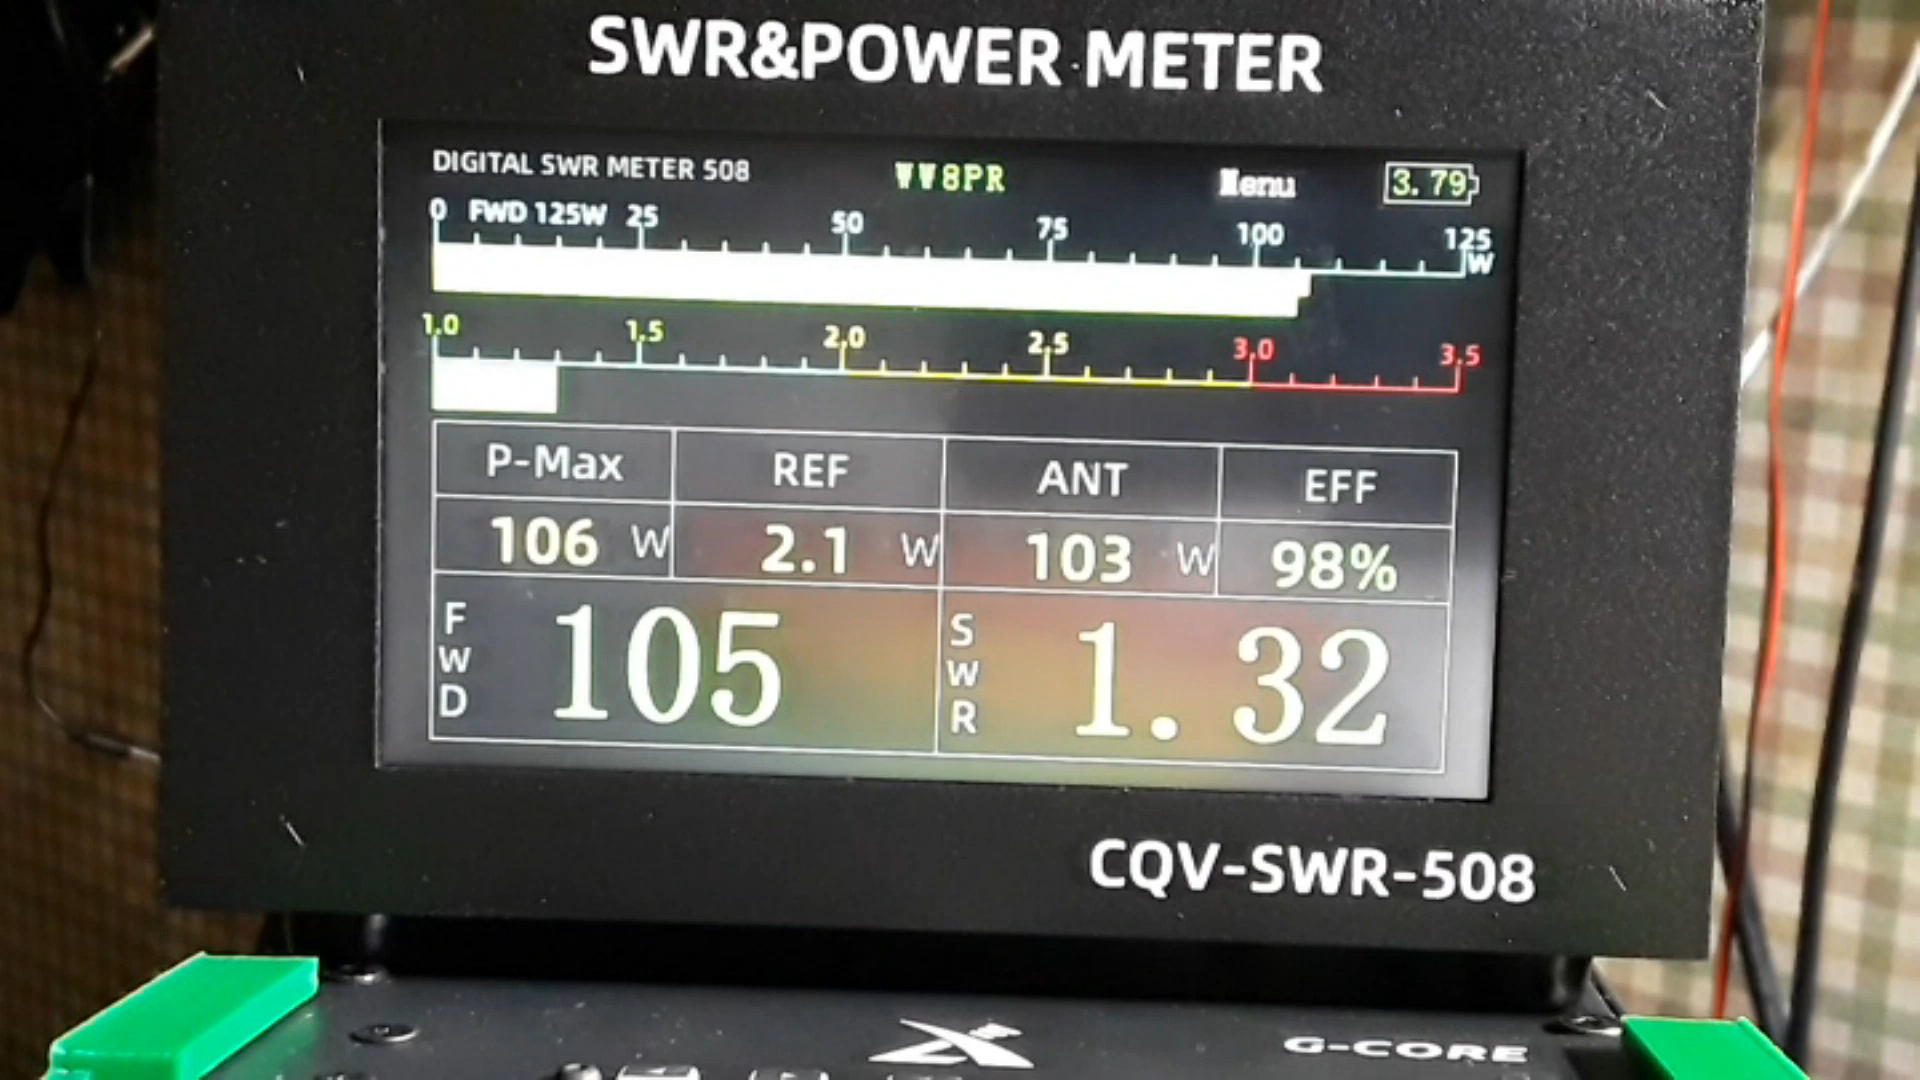 SWR&POWER METER
DIGITAL SWR METER 508 WV8PR Menu 3.79
0 FWD 125W 25 50 75 100 125
W
1.0 1.5 2.0 2.5 3.0 3.5
P-Max REF ANT EFF
106 W 2.1 W 103 W 98%
FWD 105 SWR 1.32
CQV-SWR-508
G-CORE